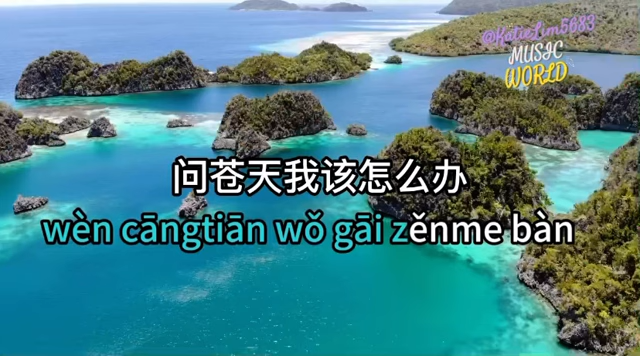 @KatieLim5683
MUSIC
WORLD
问苍天我该怎么办
wèn cāngtiān wǒ gāi zěnme bàn